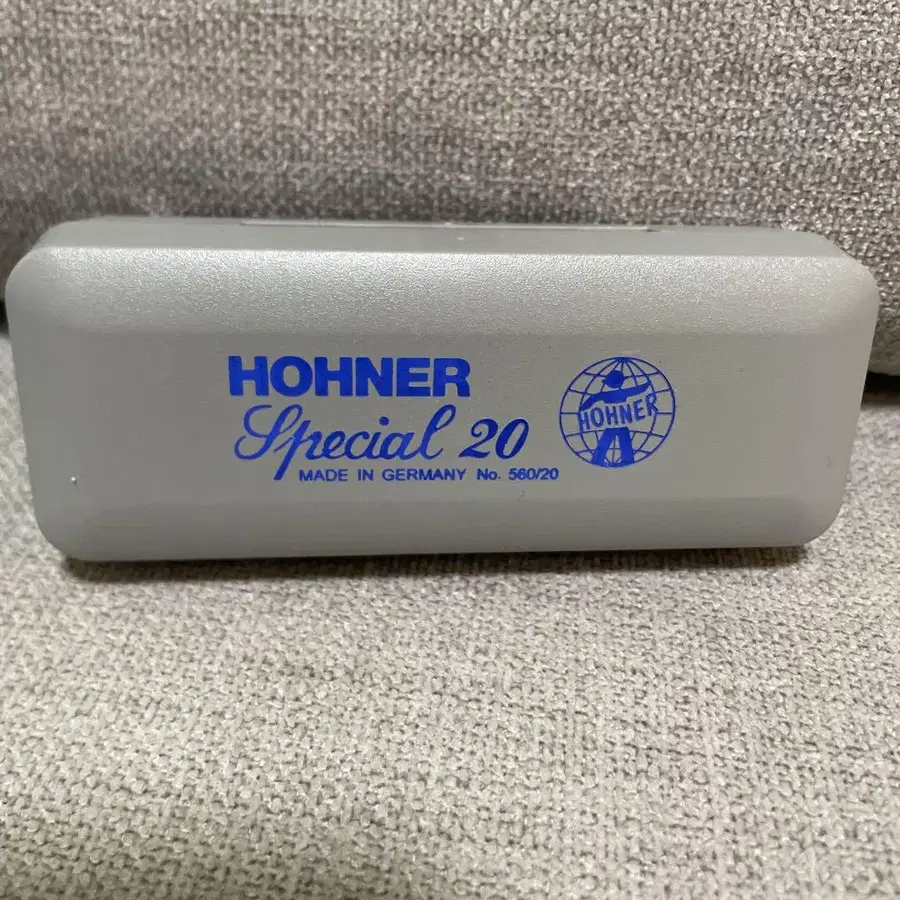 HOHNER
Special 20
MADE IN GERMANY No. 560/20
HOHNER